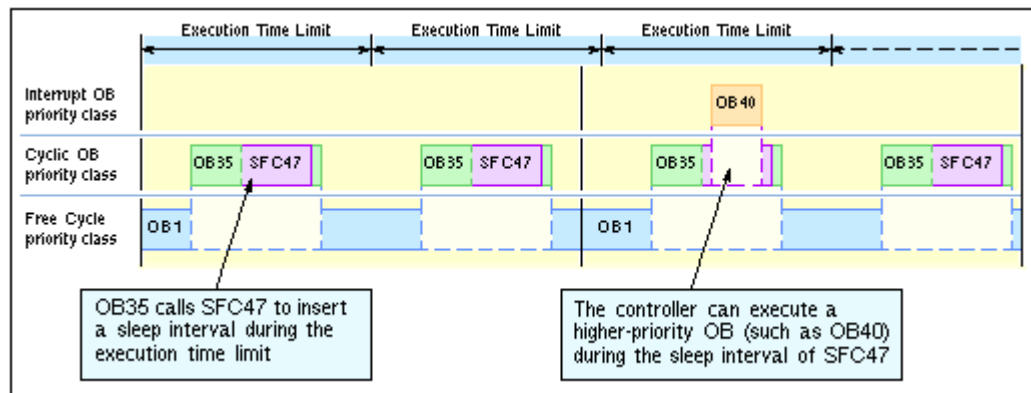 Execution Time Limit Execution Time Limit Execution Time Limit
Interrupt OB
priority class
OB40
Cyclic OB
priority class
OB35 SFC47 OB35 SFC47 OB35 OB35 SFC47
Free Cycle
priority class
OB1 OB1
OB35 calls SFC47 to insert
a sleep interval during the
execution time limit
The controller can execute a
higher-priority OB (such as OB40)
during the sleep interval of SFC47